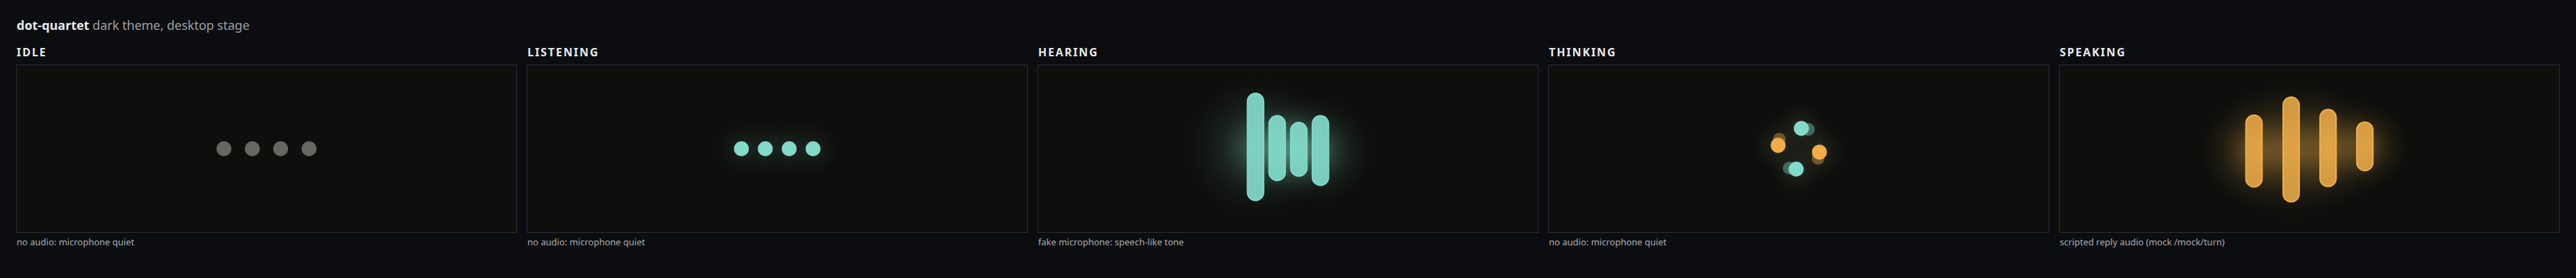 dot-quartet dark theme, desktop stage
IDLE
LISTENING
HEARING
THINKING
SPEAKING
no audio: microphone quiet
no audio: microphone quiet
fake microphone: speech-like tone
no audio: microphone quiet
scripted reply audio (mock /mock/turn)